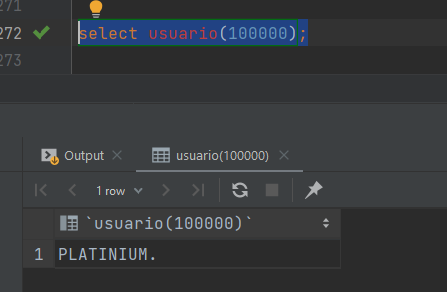 271
272 select usuario(100000);
273
Output usuario(100000)
1 row
`usuario(100000)`
1 PLATINIUM.